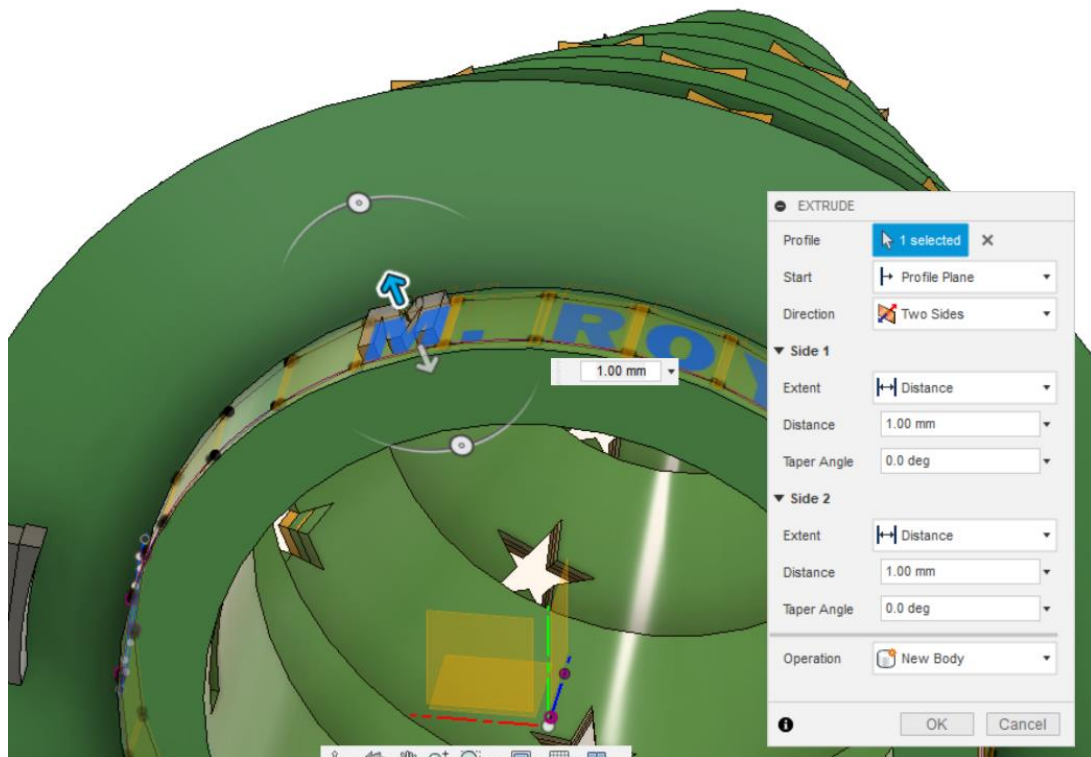 EXTRUDE
Profile 1 selected
Start Profile Plane
Direction Two Sides
Side 1
Extent Distance
Distance 1.00 mm
Taper Angle 0.0 deg
Side 2
Extent Distance
Distance 1.00 mm
Taper Angle 0.0 deg
Operation New Body
OK Cancel
M. ROY
1.00 mm